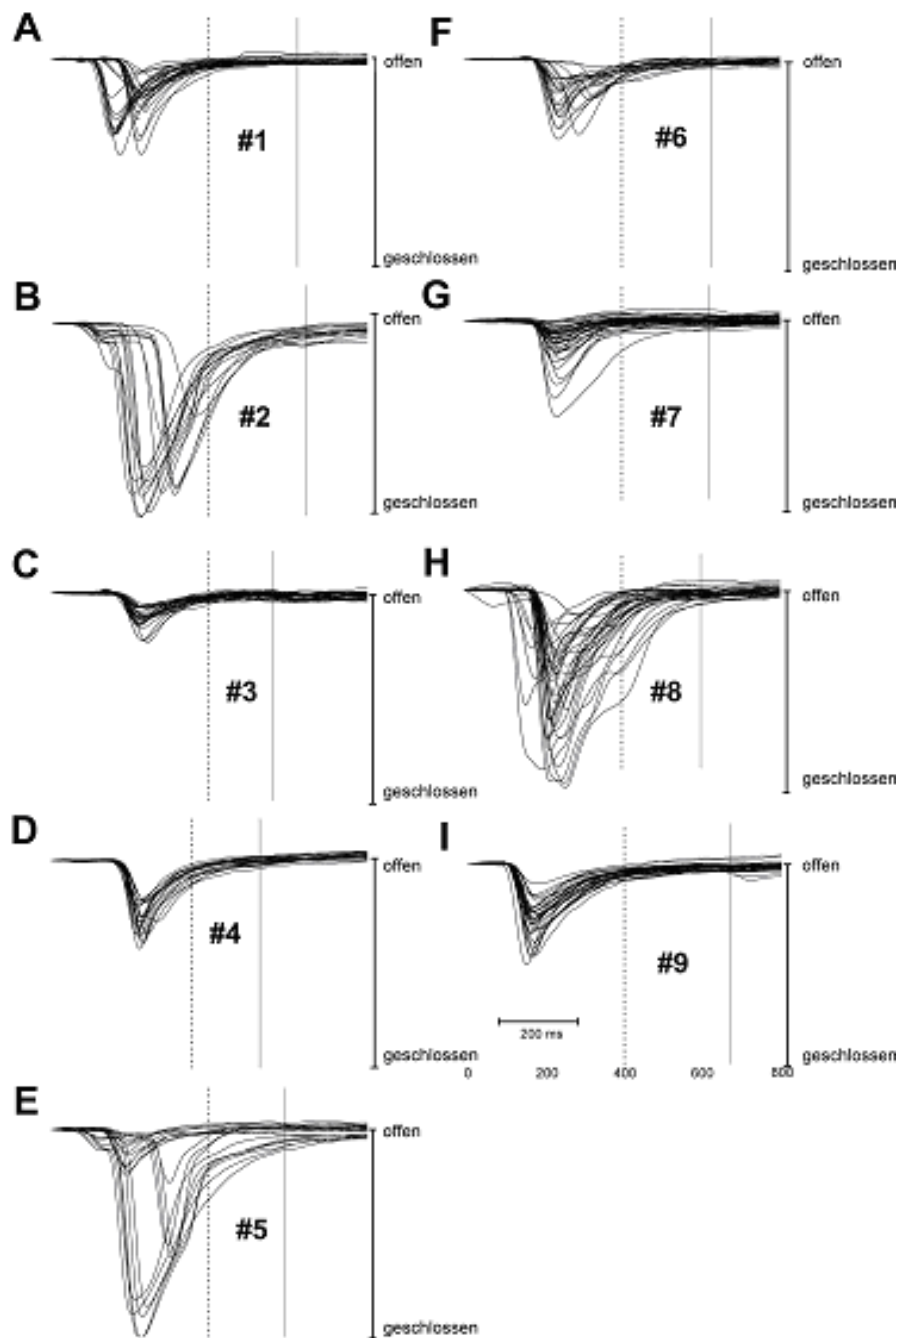 A
offen
#1
geschlossen
B
offen
#2
geschlossen
C
offen
#3
geschlossen
D
offen
#4
geschlossen
E
offen
#5
geschlossen
F
offen
#6
geschlossen
G
offen
#7
geschlossen
H
offen
#8
geschlossen
I
offen
#9
200 ms
geschlossen
0 200 400 600 800